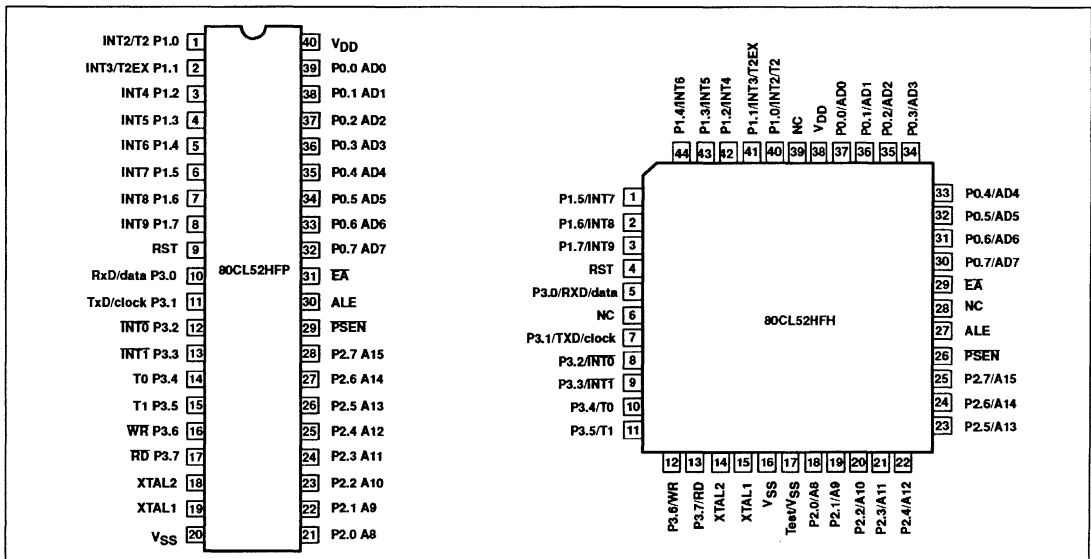 INT2/T2 P1.0 1
INT3/T2EX P1.1 2
INT4 P1.2 3
INT5 P1.3 4
INT6 P1.4 5
INT7 P1.5 6
INT8 P1.6 7
INT9 P1.7 8
RST 9
RxD/data P3.0 10
TxD/clock P3.1 11
INT0 P3.2 12
INT1 P3.3 13
T0 P3.4 14
T1 P3.5 15
WR P3.6 16
RD P3.7 17
XTAL2 18
XTAL1 19
VSS 20
80CL52HFP
40 VDD
39 P0.0 AD0
38 P0.1 AD1
37 P0.2 AD2
36 P0.3 AD3
35 P0.4 AD4
34 P0.5 AD5
33 P0.6 AD6
32 P0.7 AD7
31 EA
30 ALE
29 PSEN
28 P2.7 A15
27 P2.6 A14
26 P2.5 A13
25 P2.4 A12
24 P2.3 A11
23 P2.2 A10
22 P2.1 A9
21 P2.0 A8
P1.4/INT6 44
P1.3/INT5 43
P1.2/INT4 42
P1.1/INT3/T2EX 41
P1.0/INT2/T2 40
NC 39
VDD 38
P0.0/AD0 37
P0.1/AD1 36
P0.2/AD2 35
P0.3/AD3 34
P1.5/INT7 1
P1.6/INT8 2
P1.7/INT9 3
RST 4
P3.0/RXD/data 5
NC 6
P3.1/TXD/clock 7
P3.2/INT0 8
P3.3/INT1 9
P3.4/T0 10
P3.5/T1 11
80CL52HFH
33 P0.4/AD4
32 P0.5/AD5
31 P0.6/AD6
30 P0.7/AD7
29 EA
28 NC
27 ALE
26 PSEN
25 P2.7/A15
24 P2.6/A14
23 P2.5/A13
12 P3.6/WR
13 P3.7/RD
14 XTAL2
15 XTAL1
16 VSS
17 Test/VSS
18 P2.0/A8
19 P2.1/A9
20 P2.2/A10
21 P2.3/A11
22 P2.4/A12